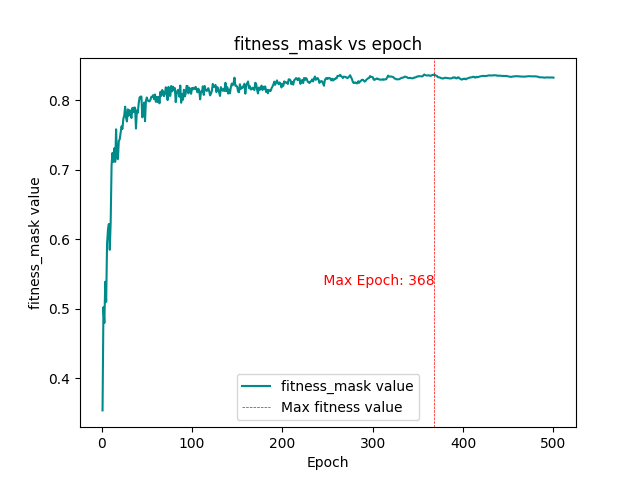 fitness_mask vs epoch
fitness_mask value
0.8
0.7
0.6
0.5
0.4
Max Epoch: 368
fitness_mask value
Max fitness value
0
100
200
300
400
500
Epoch